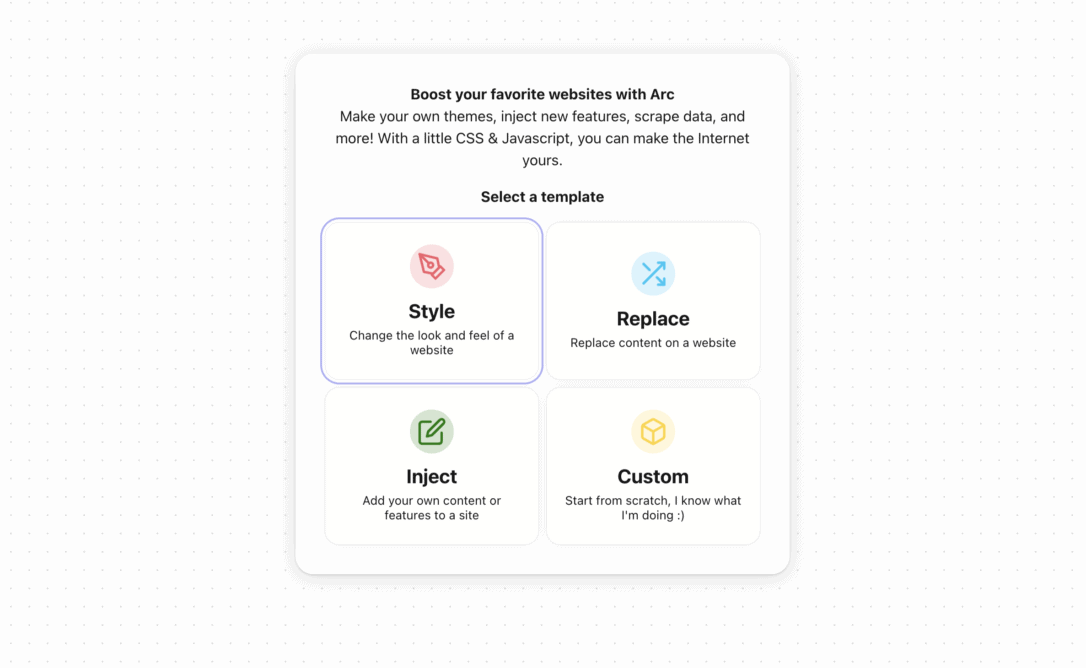 Boost your favorite websites with Arc
Make your own themes, inject new features, scrape data, and
more! With a little CSS & Javascript, you can make the Internet
yours.
Select a template
Style
Change the look and feel of a
website
Replace
Replace content on a website
Inject
Add your own content or
features to a site
Custom
Start from scratch, I know what
I'm doing :)